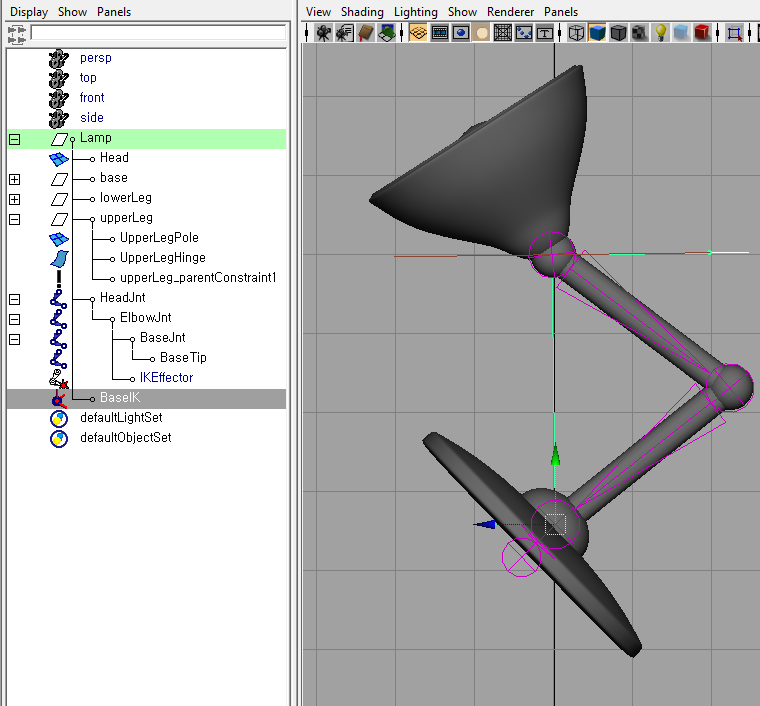 Display Show Panels
View Shading Lighting Show Renderer Panels
persp
top
front
side
Lamp
Head
base
lowerLeg
upperLeg
UpperLegPole
UpperLegHinge
upperLeg_parentConstraint1
HeadJnt
ElbowJnt
BaseJnt
BaseTip
IKEffector
BaseIK
defaultLightSet
defaultObjectSet